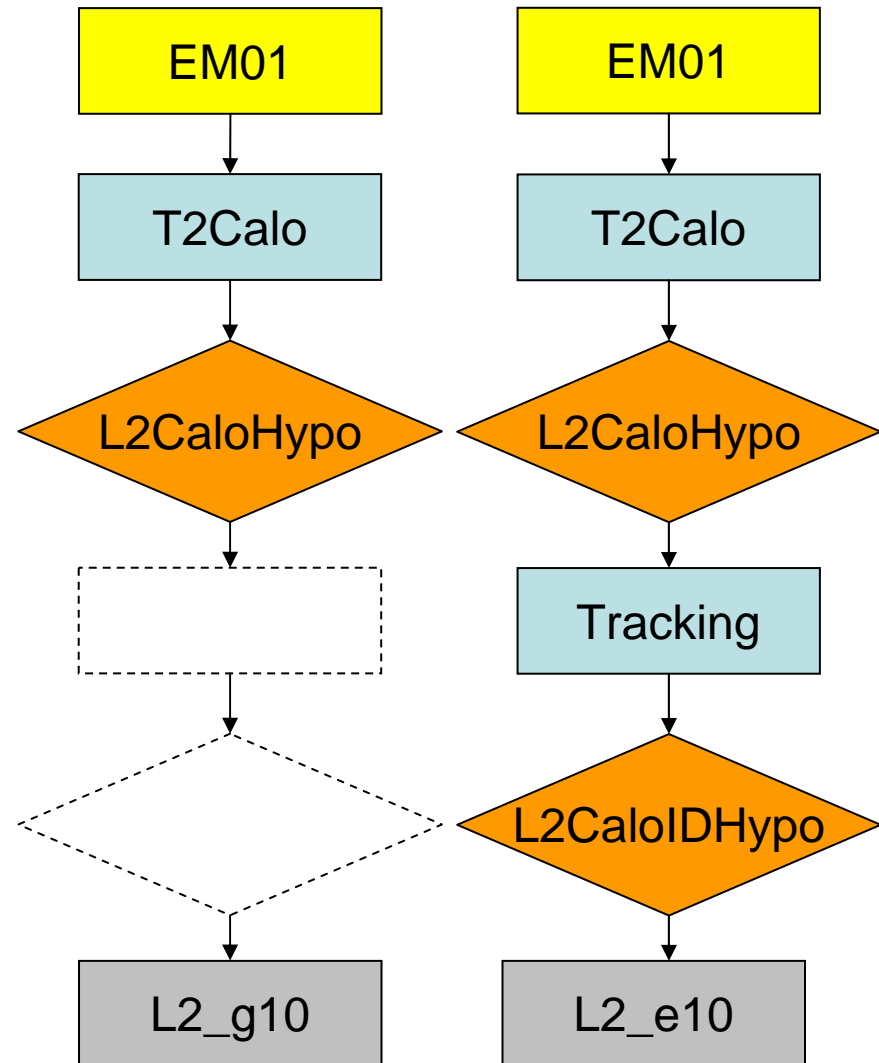 EM01
T2Calo
L2CaloHypo
L2_g10
EM01
T2Calo
L2CaloHypo
Tracking
L2CaloIDHypo
L2_e10